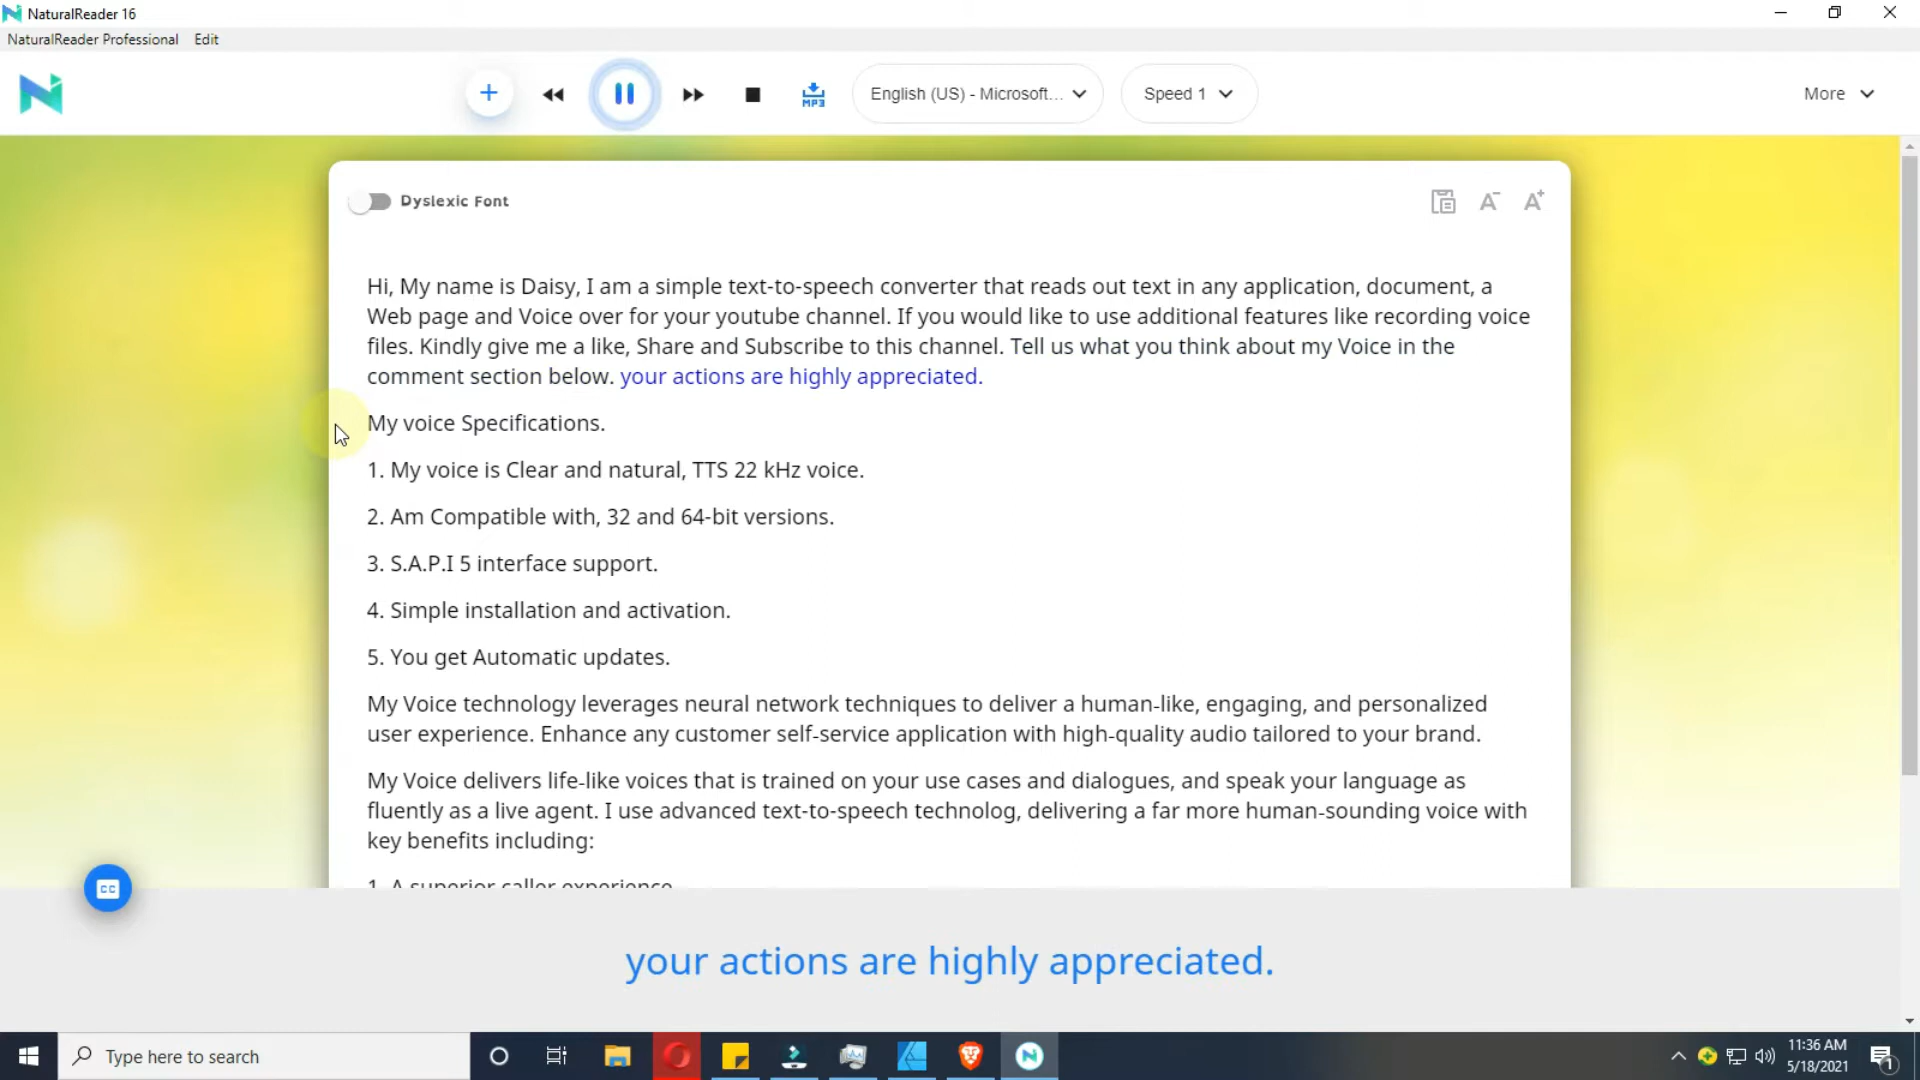 NaturalReader 16
NaturalReader Professional Edit
MP3
English (US) - Microsoft...
Speed 1
More
Dyslexic Font
A-
A+
Hi, My name is Daisy, I am a simple text-to-speech converter that reads out text in any application, document, a
Web page and Voice over for your youtube channel. If you would like to use additional features like recording voice
files. Kindly give me a like, Share and Subscribe to this channel. Tell us what you think about my Voice in the
comment section below. your actions are highly appreciated.
My voice Specifications.
1. My voice is Clear and natural, TTS 22 kHz voice.
2. Am Compatible with, 32 and 64-bit versions.
3. S.A.P.I 5 interface support.
4. Simple installation and activation.
5. You get Automatic updates.
My Voice technology leverages neural network techniques to deliver a human-like, engaging, and personalized
user experience. Enhance any customer self-service application with high-quality audio tailored to your brand.
My Voice delivers life-like voices that is trained on your use cases and dialogues, and speak your language as
fluently as a live agent. I use advanced text-to-speech technolog, delivering a far more human-sounding voice with
key benefits including:
1. A superior caller experience
CC
your actions are highly appreciated.
Type here to search
11:36 AM
5/18/2021
1